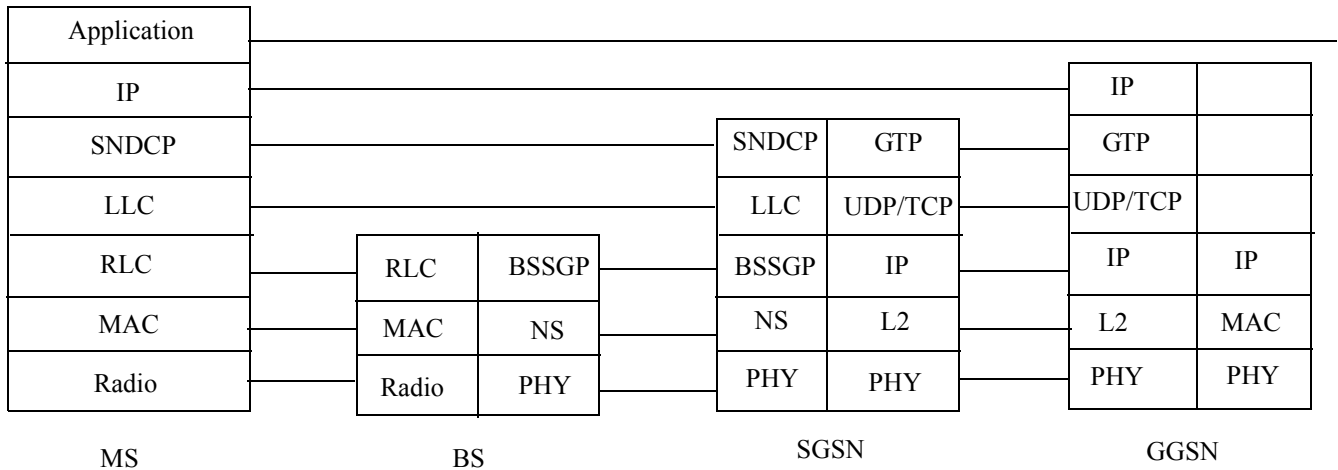 Application
IP
IP
SNDCP
SNDCP GTP
GTP
LLC
LLC UDP/TCP
UDP/TCP
RLC
RLC BSSGP
BSSGP IP
IP IP
MAC
MAC NS
NS L2
L2 MAC
Radio
Radio PHY
PHY PHY
PHY PHY
MS
BS
SGSN
GGSN